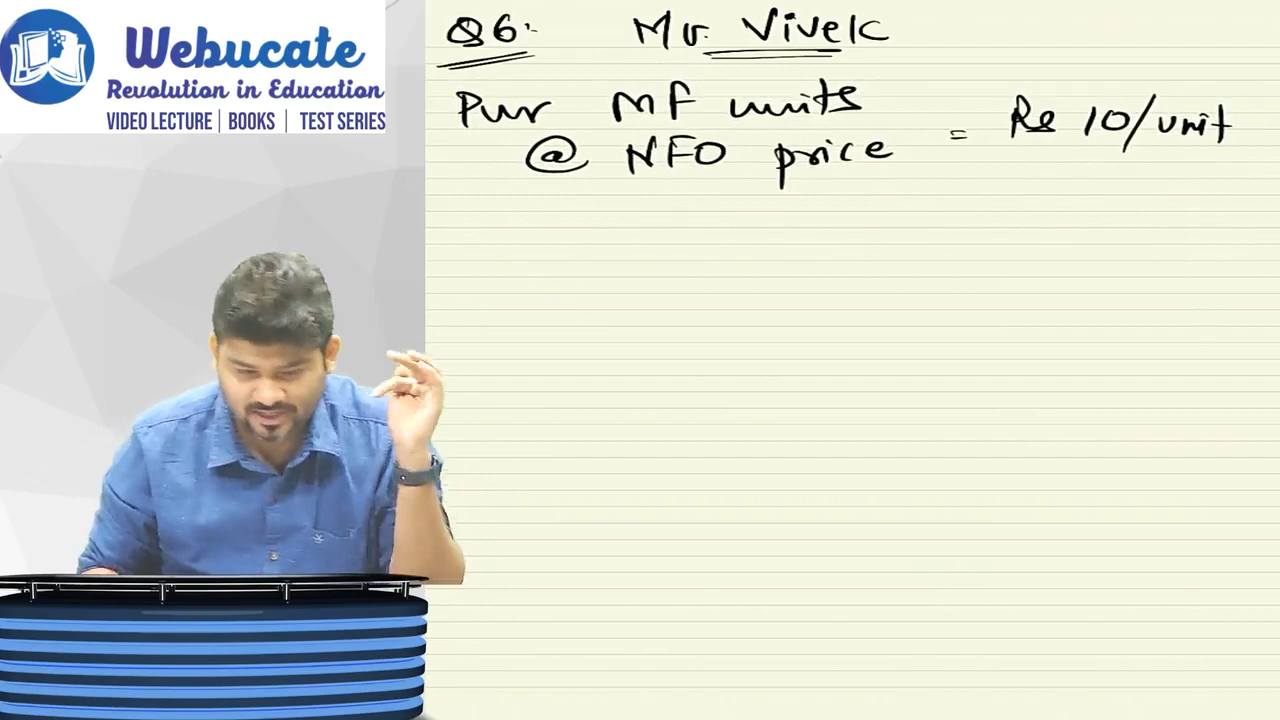 Webucate
Revolution in Education
VIDEO LECTURE | BOOKS | TEST SERIES
Q6:
Mr. Vivek
Pur MF units
@ NFO price = Rs 10/unit